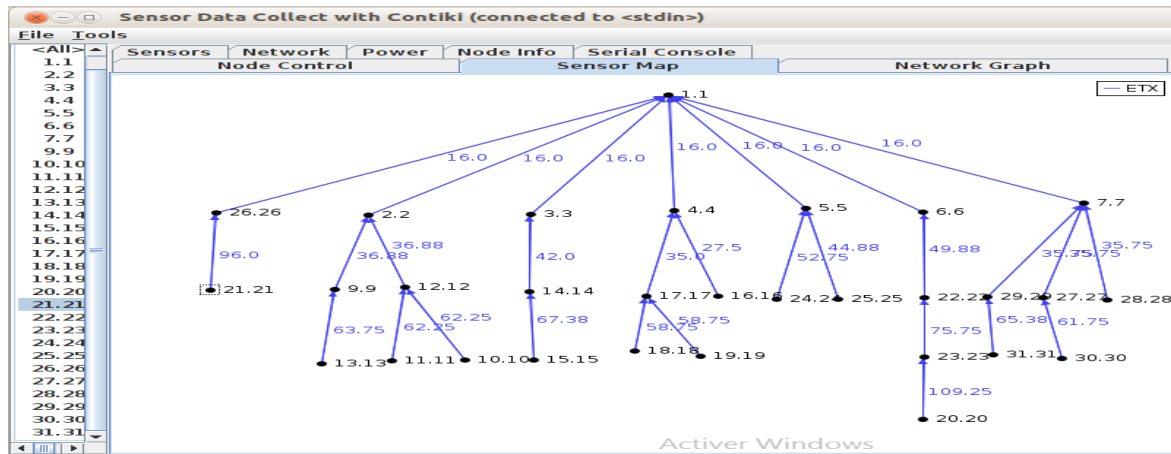 Sensor Data Collect with Contiki (connected to <stdin>)
File Tools
<All>
1.1
2.2
3.3
4.4
5.5
6.6
7.7
9.9
10.10
11.11
12.12
13.13
14.14
15.15
16.16
17.17
18.18
19.19
20.20
21.21
22.22
23.23
24.24
25.25
26.26
27.27
28.28
29.29
30.30
31.31
Sensors Network Power Node Info Serial Console
Node Control Sensor Map Network Graph
ETX
1.1
16.0 16.0 16.0 16.0 16.0 16.0 16.0
26.26 2.2 3.3 4.4 5.5 6.6 7.7
96.0 36.88 36.88 42.0 35.0 27.5 52.75 44.88 49.88 35.75 35.75 35.75
21.21 9.9 12.12 14.14 17.17 16.16 24.24 25.25 22.22 29.29 27.27 28.28
63.75 62.25 62.25 67.38 58.75 58.75 75.75 65.38 61.75
13.13 11.11 10.10 15.15 18.18 19.19 23.23 31.31 30.30
109.25
20.20
Activer Windows